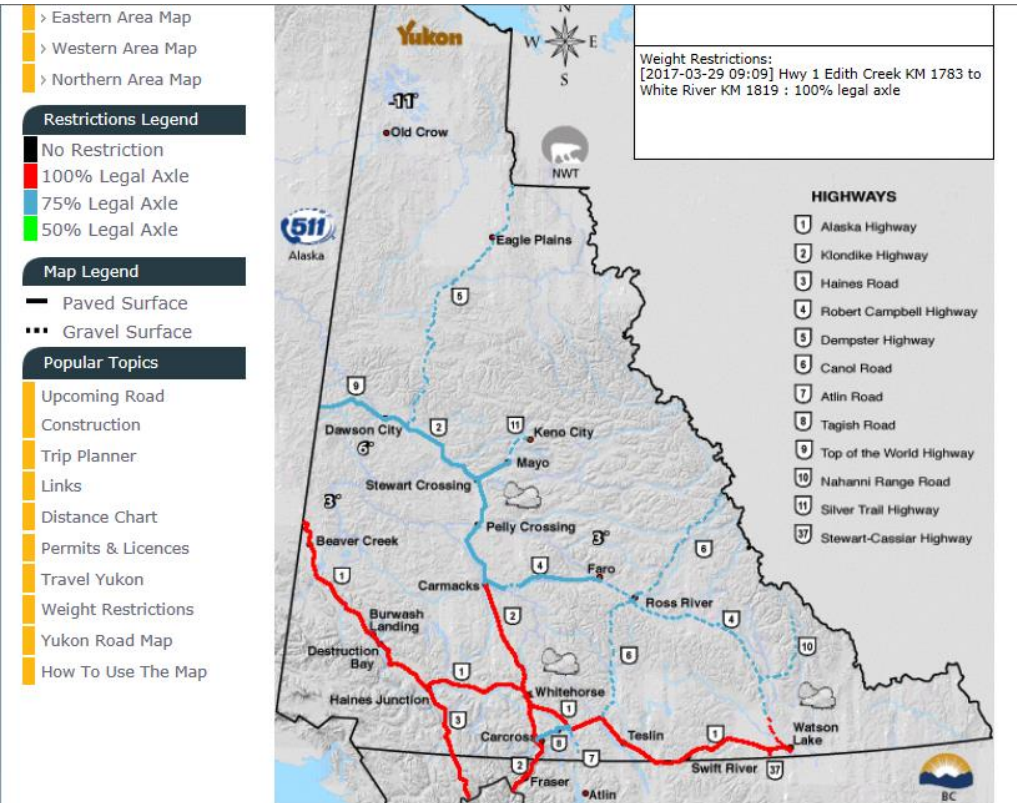 › Eastern Area Map
› Western Area Map
› Northern Area Map
Restrictions Legend
No Restriction
100% Legal Axle
75% Legal Axle
50% Legal Axle
Map Legend
Paved Surface
Gravel Surface
Popular Topics
Upcoming Road
Construction
Trip Planner
Links
Distance Chart
Permits & Licences
Travel Yukon
Weight Restrictions
Yukon Road Map
How To Use The Map
Yukon
N
W
E
S
Weight Restrictions:
[2017-03-29 09:09] Hwy 1 Edith Creek KM 1783 to
White River KM 1819 : 100% legal axle
-11°
Old Crow
NWT
511
Alaska
Eagle Plains
5
HIGHWAYS
1 Alaska Highway
2 Klondike Highway
3 Haines Road
4 Robert Campbell Highway
5 Dempster Highway
6 Canol Road
7 Atlin Road
8 Tagish Road
9 Top of the World Highway
10 Nahanni Range Road
11 Silver Trail Highway
37 Stewart-Cassiar Highway
9
Dawson City
2
11
Keno City
6°
Mayo
Stewart Crossing
3°
Pelly Crossing
Beaver Creek
3°
6
1
Carmacks
4
Faro
Ross River
2
4
Burwash
Landing
Destruction
Bay
10
1
6
Haines Junction
Whitehorse
3
1
Watson
Lake
Carcross
8
Teslin
1
7
Swift River
37
2
Fraser
Atlin
BC